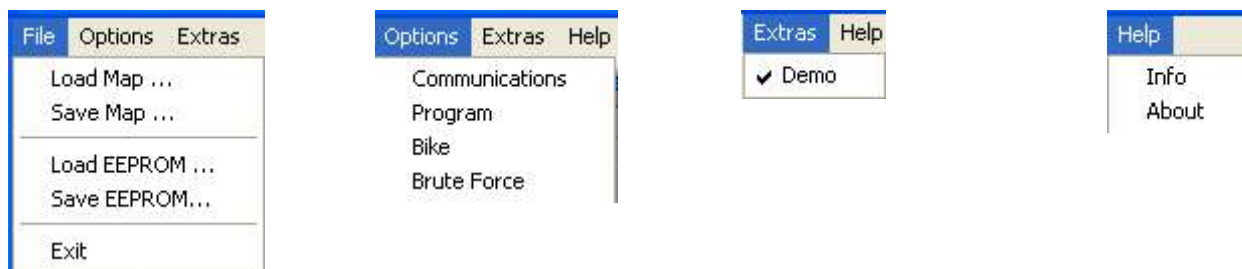 File Options Extras
Load Map ...
Save Map ...
Load EEPROM ...
Save EEPROM...
Exit
Options Extras Help
Communications
Program
Bike
Brute Force
Extras Help
Demo
Help
Info
About